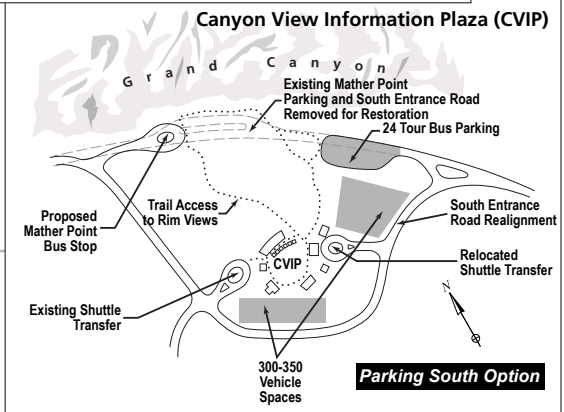 Canyon View Information Plaza (CVIP)
Grand Canyon
Existing Mather Point
Parking and South Entrance Road
Removed for Restoration
24 Tour Bus Parking
Trail Access
to Rim Views
South Entrance
Road Realignment
Proposed
Mather Point
Bus Stop
CVIP
Relocated
Shuttle Transfer
Existing Shuttle
Transfer
N
300-350
Vehicle
Spaces
Parking South Option